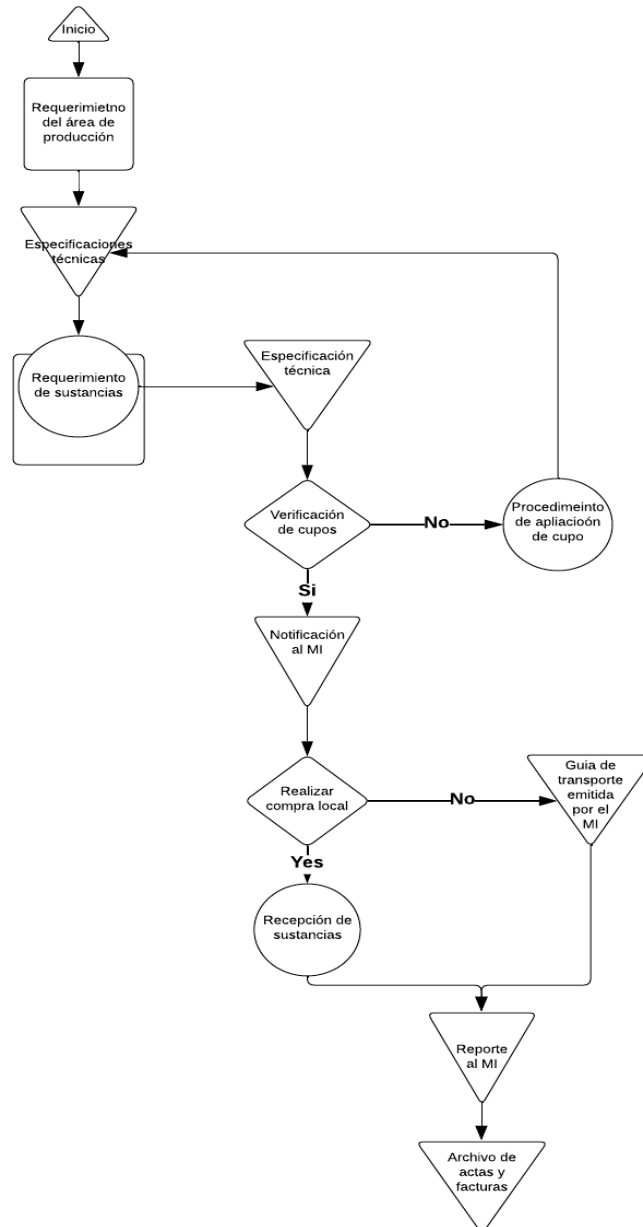 Inicio
Requerimietno
del área de
producción
Especificaciones
técnicas
Requerimiento
de sustancias
Especificación
técnica
Verificación
de cupos
No
Procedimeinto
de apliacioón
de cupo
Si
Notificación
al MI
Realizar
compra local
No
Guia de
transporte
emitida
por el
MI
Yes
Recepción de
sustancias
Reporte
al MI
Archivo de
actas y
facturas